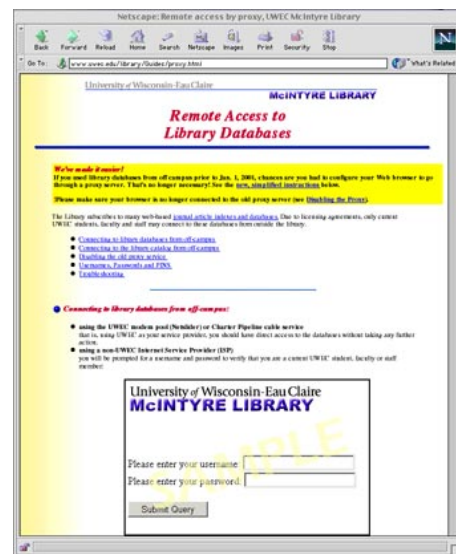 Netscape: Remote access by proxy, UWEC McIntyre Library
Back Forward Reload Home Search Netscape Images Print Security Stop
Go To: www.uwec.edu/library/Guides/proxy.html What's Related
University of Wisconsin-Eau Claire
McINTYRE LIBRARY
Remote Access to
Library Databases
We've made it easier!
If you used library databases from off campus prior to Jan. 1, 2001, chances are you had to configure your Web browser to go
through a proxy server. That's no longer necessary! See the new, simplified instructions below.
Please make sure your browser is no longer connected to the old proxy server (see Disabling the Proxy).
The Library subscribes to many web-based journal article indexes and databases. Due to licensing agreements, only current
UWEC students, faculty and staff may connect to these databases from outside the library.
Connecting to library databases from off-campus
Connecting to the library catalog from off-campus
Disabling the old proxy service
Usernames, Passwords and PINS
Troubleshooting
Connecting to library databases from off-campus:
using the UWEC modem pool (Netdialer) or Charter Pipeline cable service
that is, using UWEC as your service provider, you should have direct access to the databases without taking any further
action.
using a non-UWEC Internet Service Provider (ISP)
you will be prompted for a username and password to verify that you are a current UWEC student, faculty or staff
member:
University of Wisconsin-Eau Claire
McINTYRE LIBRARY
SAMPLE
Please enter your username:
Please enter your password:
Submit Query